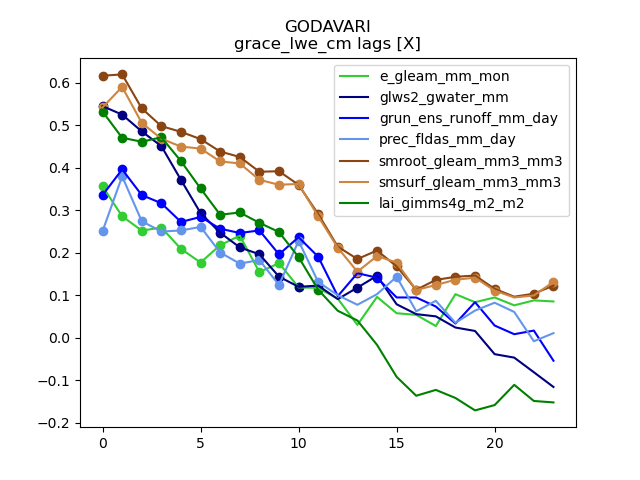 GODAVARI
grace_lwe_cm lags [X]
e_gleam_mm_mon
glws2_gwater_mm
grun_ens_runoff_mm_day
prec_fldas_mm_day
smroot_gleam_mm3_mm3
smsurf_gleam_mm3_mm3
lai_gimms4g_m2_m2
0.6
0.5
0.4
0.3
0.2
0.1
0.0
−0.1
−0.2
0 5 10 15 20